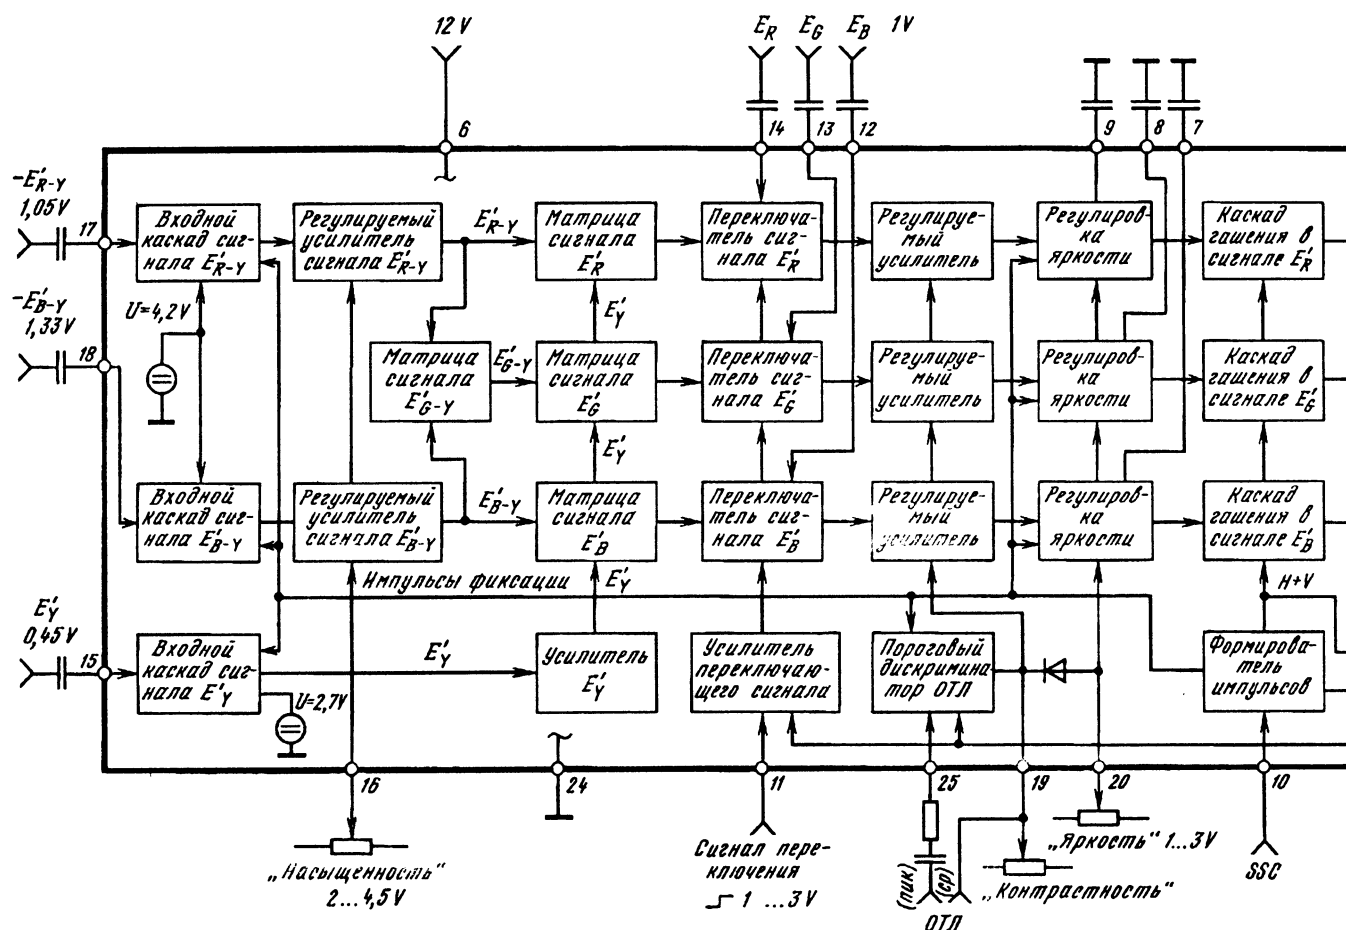 12 V
E_R E_G E_B 1V
6 14 13 12 9 8 7
–E'_R-Y
1,05V
17
Входной
каскад сиг-
нала E'_R-Y
Регулируемый
усилитель
сигнала E'_R-Y
E'_R-Y
Матрица
сигнала
E'_R
Переключа-
тель сиг-
нала E'_R
Регулируе-
мый
усилитель
Регулиров-
ка
яркости
Каскад
гашения в
сигнале E'_R
–E'_B-Y
1,33V
18
U=4,2V
E'_Y
Матрица
сигнала
E'_G-Y
E'_G-Y
Матрица
сигнала
E'_G
Переключа-
тель сиг-
нала E'_G
Регулируе-
мый
усилитель
Регулиров-
ка
яркости
Каскад
гашения в
сигнале E'_G
E'_Y
Входной
каскад сиг-
нала E'_B-Y
Регулируемый
усилитель
сигнала E'_B-Y
E'_B-Y
Матрица
сигнала
E'_B
Переключа-
тель сиг-
нала E'_B
Регулируе-
мый
усилитель
Регулиров-
ка
яркости
Каскад
гашения в
сигнале E'_B
Импульсы фиксации
E'_Y
H+V
E'_Y
0,45V
15
Входной
каскад сиг-
нала E'_Y
E'_Y
U=2,7V
Усилитель
E'_Y
Усилитель
переключаю-
щего сигнала
Пороговый
дискримина-
тор ОТЛ
Формирова-
тель
импульсов
16 24 11 25 19 20 10
„Насыщенность“
2...4,5V
Сигнал пере-
ключения
1 ...3V
(пик)
(ср)
ОТЛ
„Яркость“ 1...3V
„Контрастность“
SSC